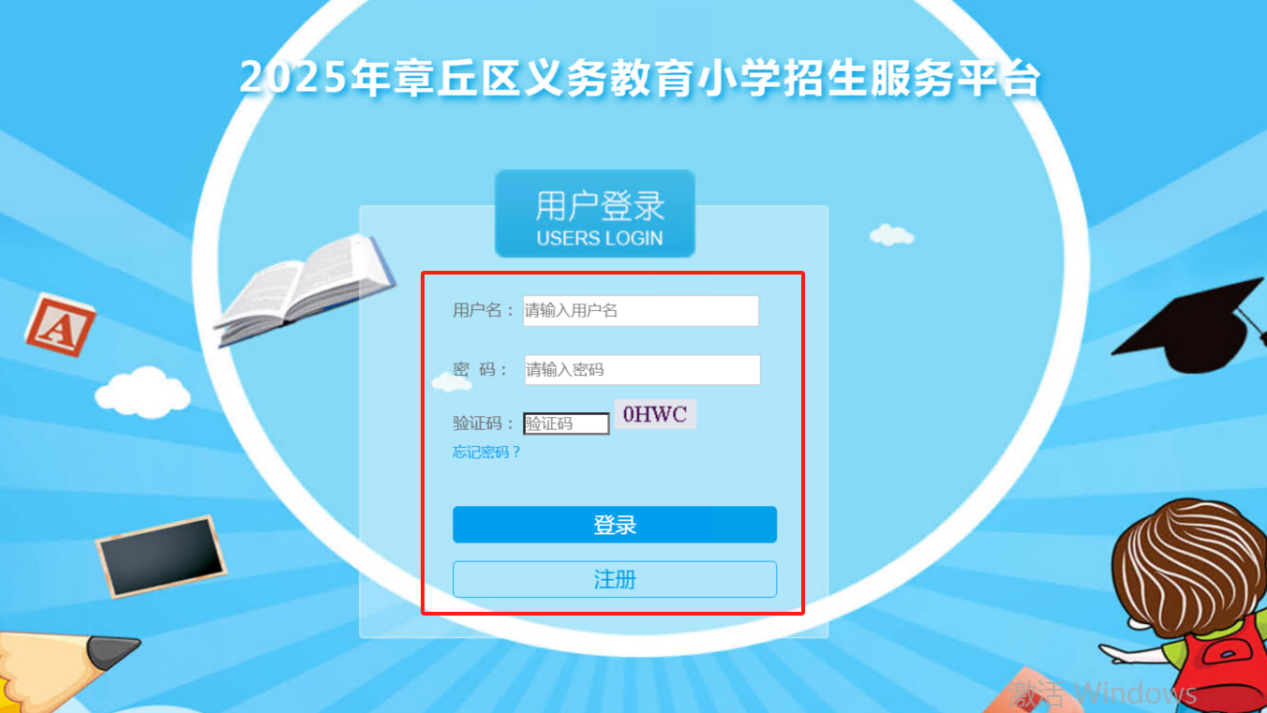 2025年章丘区义务教育小学招生服务平台
用户登录
USERS LOGIN
用户名： 请输入用户名
密 码： 请输入密码
验证码： 验证码 0HWC
忘记密码？
登录
注册
激活 Windows
A